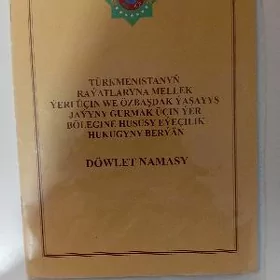 TÜRKMENISTANYŇ
RAÝATLARYNA MELLEK
ÝERI ÜÇIN WE ÖZBAŞDAK ÝAŞAÝYŞ
JAÝYNY GURMAK ÜÇIN ÝER
BÖLEGINE HUSUSY EÝEÇILIK
HUKUGYNY BERÝÄN
DÖWLET NAMASY